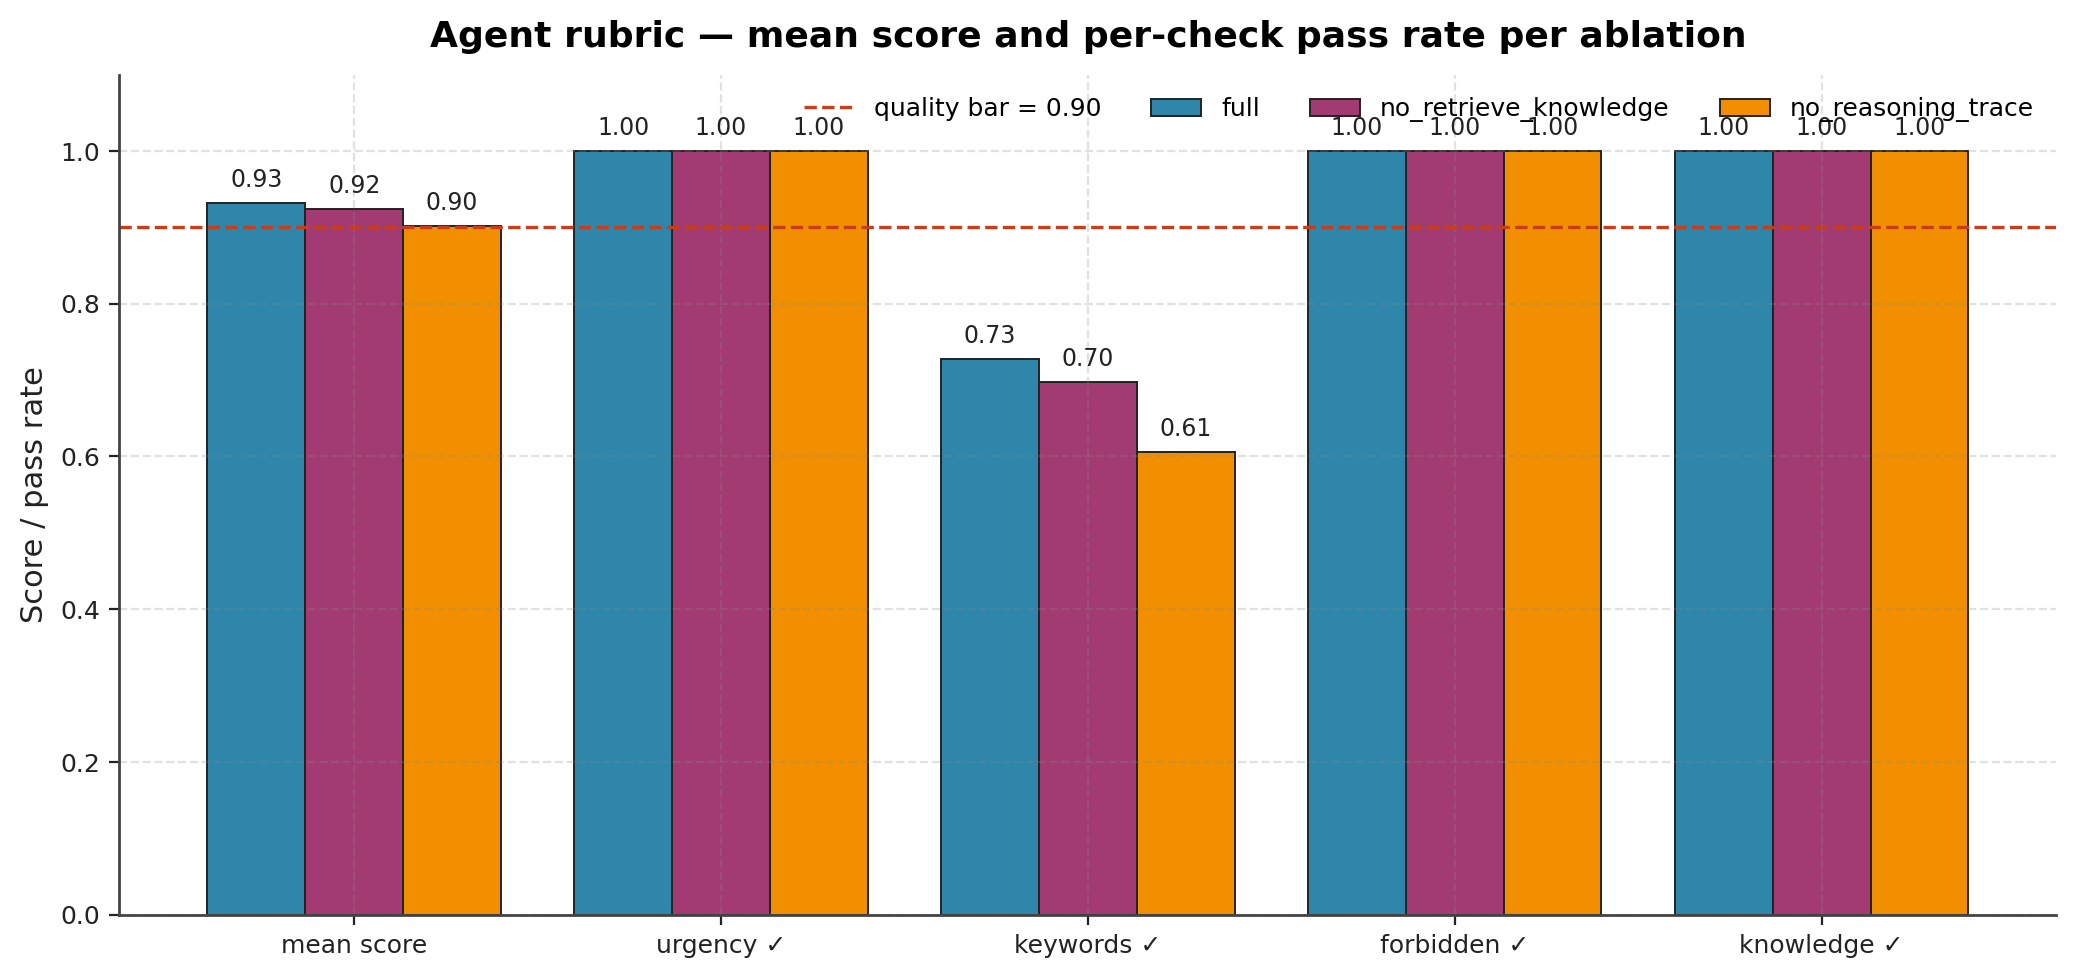 Agent rubric — mean score and per-check pass rate per ablation
quality bar = 0.90 full no_retrieve_knowledge no_reasoning_trace
1.00 1.00 1.00 1.00 1.00 1.00 1.00 1.00 1.00
1.0
0.93 0.92 0.90
0.8
0.73 0.70
0.61
0.6
0.4
0.2
0.0
Score / pass rate
mean score urgency ✓ keywords ✓ forbidden ✓ knowledge ✓